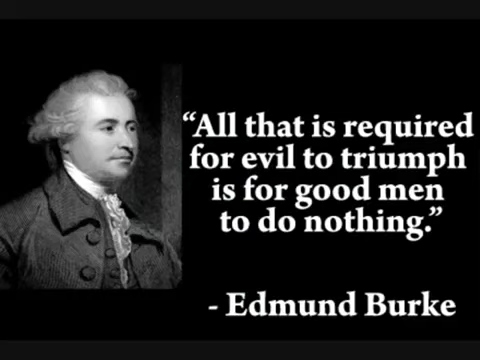 “All that is required
for evil to triumph
is for good men
to do nothing.”
- Edmund Burke